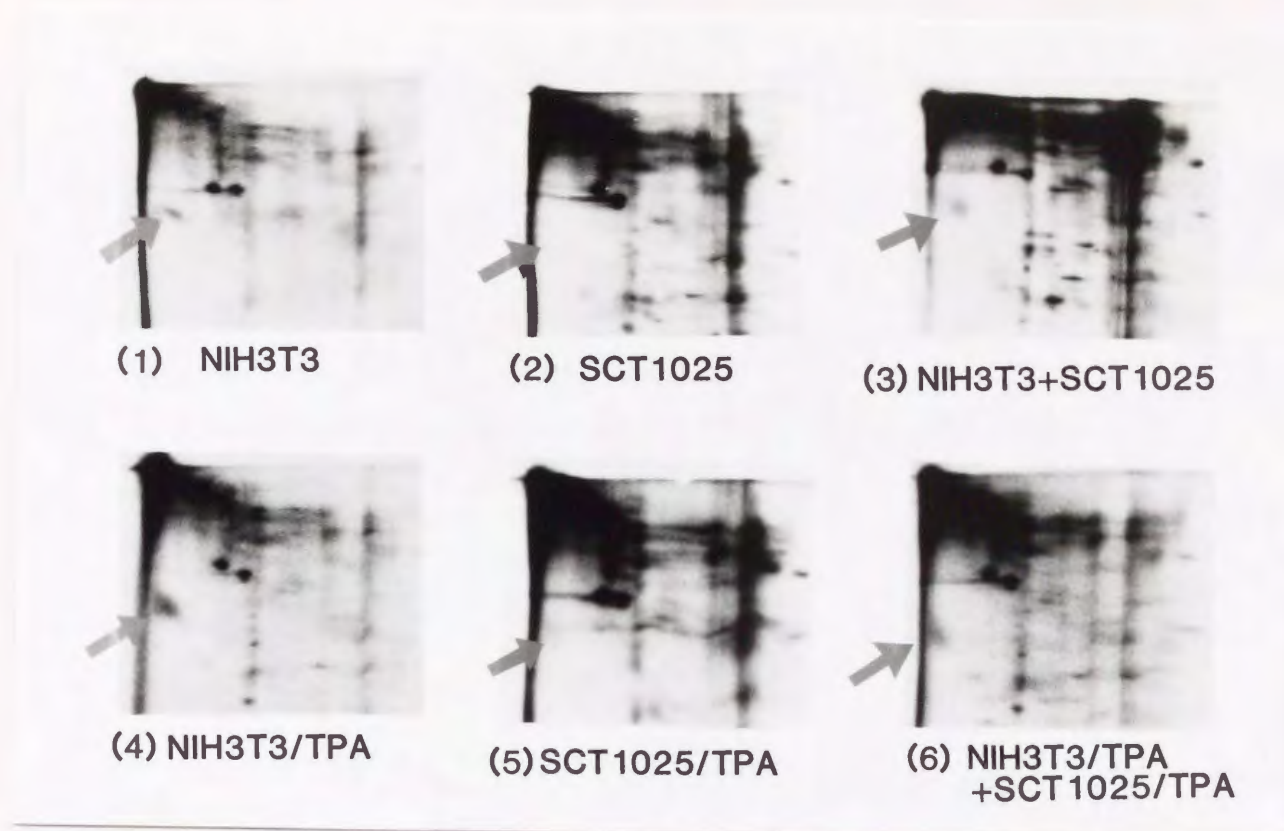 (1) NIH3T3
(2) SCT1025
(3) NIH3T3+SCT1025
(4) NIH3T3/TPA
(5) SCT1025/TPA
(6) NIH3T3/TPA
+SCT1025/TPA